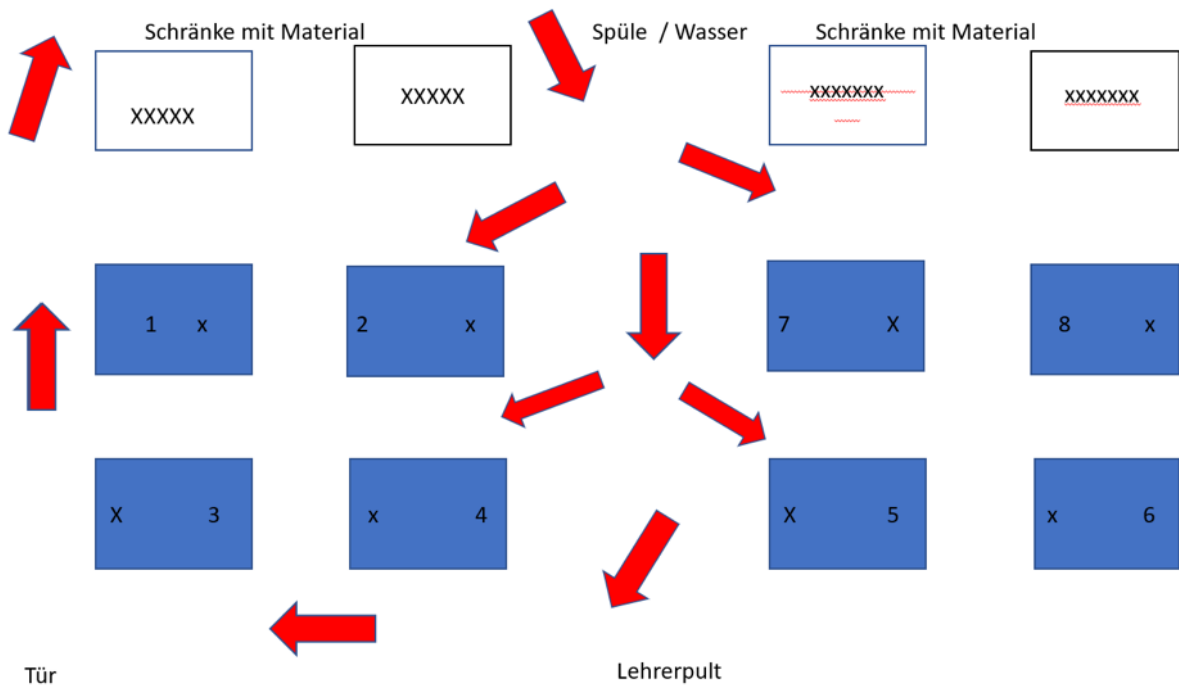 Schränke mit Material Spüle / Wasser Schränke mit Material
XXXXX XXXXX XXXXXXX XXXXXXX
1 x 2 x 7 X 8 x
X 3 x 4 X 5 x 6
Tür Lehrerpult